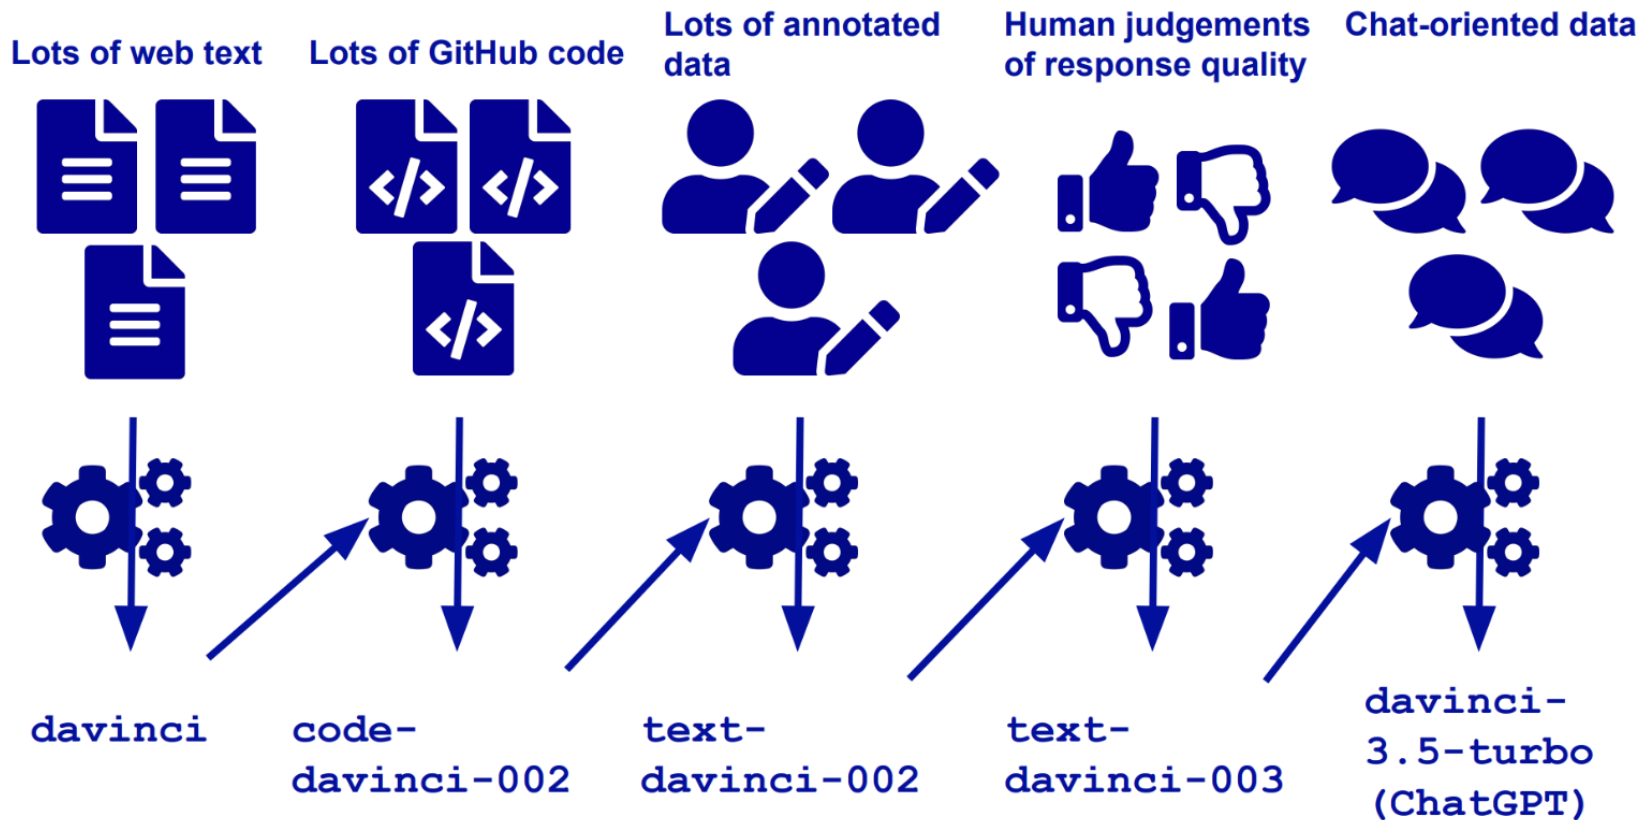 Lots of web text
Lots of GitHub code
Lots of annotated
data
Human judgements
of response quality
Chat-oriented data
</>
</>
</>
davinci
code-
davinci-002
text-
davinci-002
text-
davinci-003
davinci-
3.5-turbo
(ChatGPT)